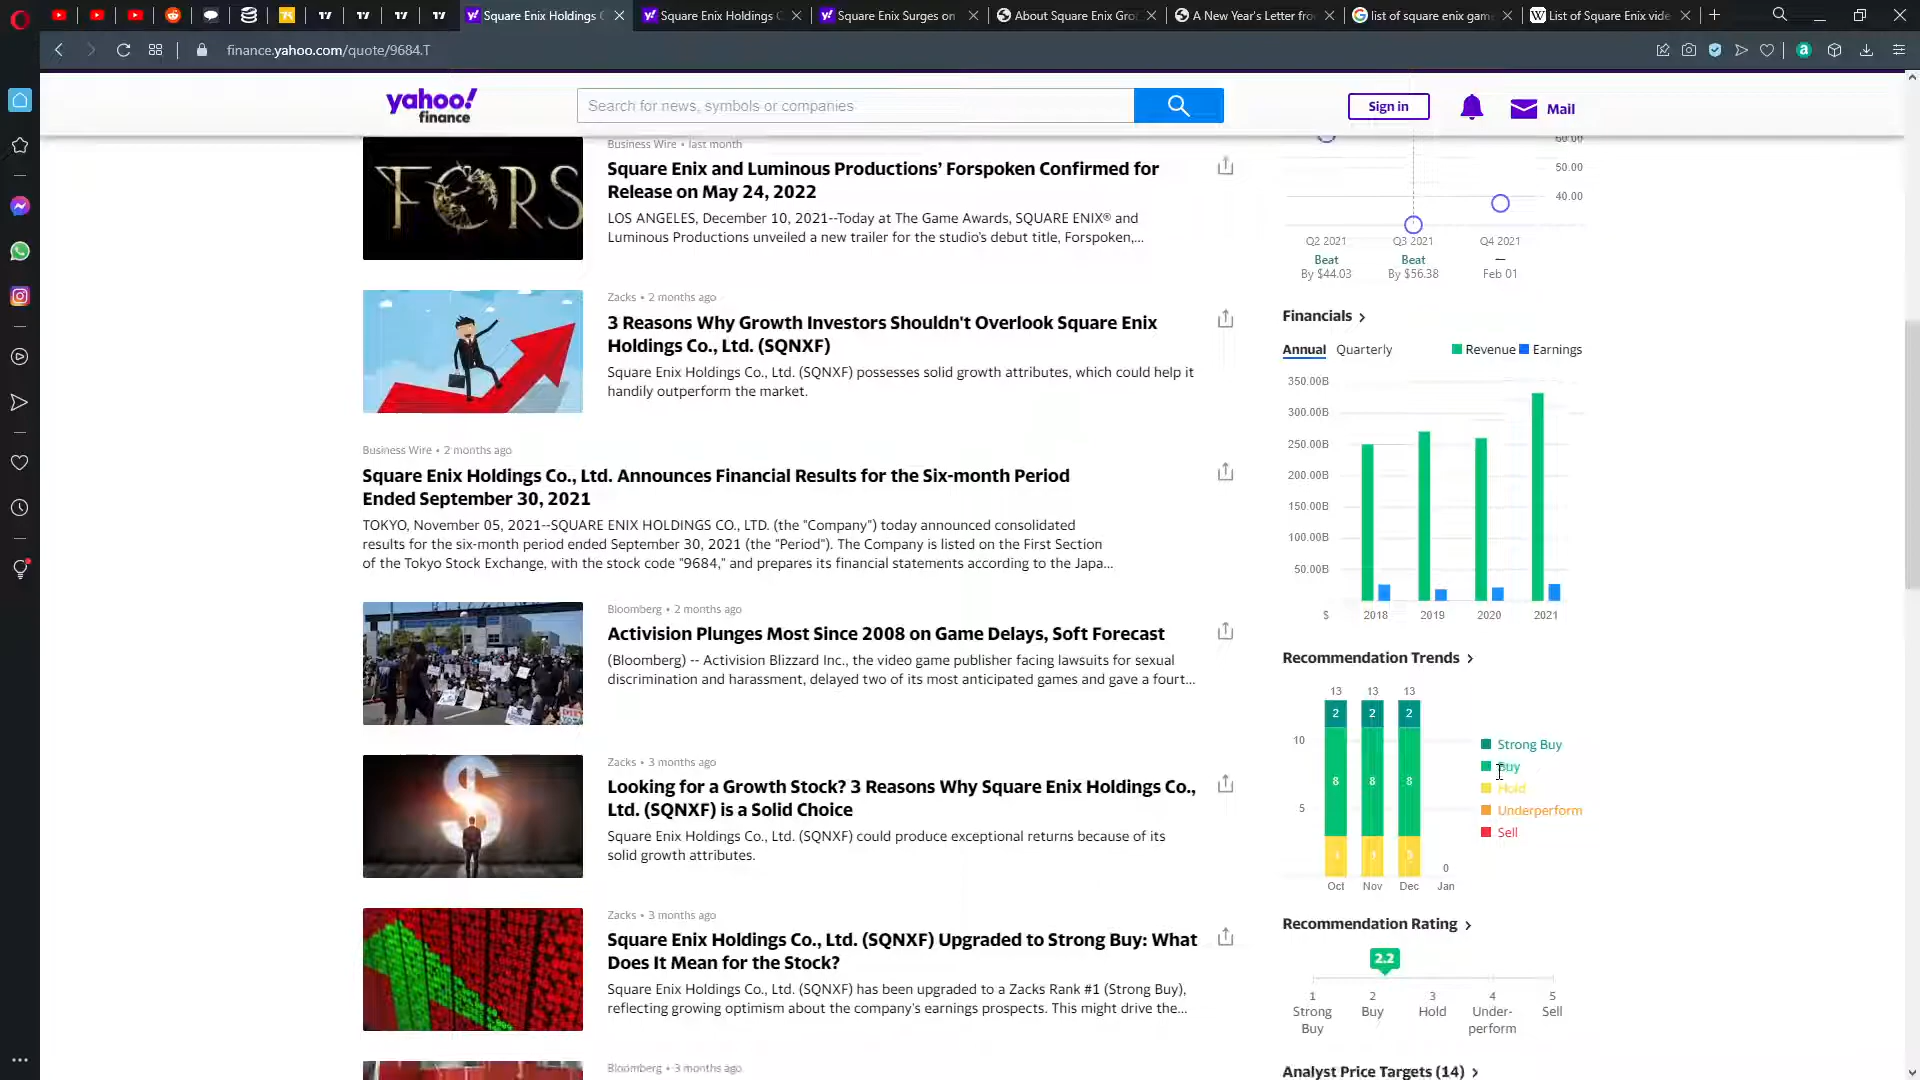 Square Enix Holdings C
Square Enix Holdings C
Square Enix Surges on
About Square Enix Gro
A New Year's Letter fro
list of square enix gam
List of Square Enix vide
finance.yahoo.com/quote/9684.T
yahoo!
finance
Search for news, symbols or companies
Sign in
Mail
Business Wire • last month
Square Enix and Luminous Productions’ Forspoken Confirmed for
Release on May 24, 2022
LOS ANGELES, December 10, 2021--Today at The Game Awards, SQUARE ENIX® and
Luminous Productions unveiled a new trailer for the studio’s debut title, Forspoken,...
FORS
Zacks • 2 months ago
3 Reasons Why Growth Investors Shouldn't Overlook Square Enix
Holdings Co., Ltd. (SQNXF)
Square Enix Holdings Co., Ltd. (SQNXF) possesses solid growth attributes, which could help it
handily outperform the market.
Business Wire • 2 months ago
Square Enix Holdings Co., Ltd. Announces Financial Results for the Six-month Period
Ended September 30, 2021
TOKYO, November 05, 2021--SQUARE ENIX HOLDINGS CO., LTD. (the "Company") today announced consolidated
results for the six-month period ended September 30, 2021 (the "Period"). The Company is listed on the First Section
of the Tokyo Stock Exchange, with the stock code "9684," and prepares its financial statements according to the Japa...
Bloomberg • 2 months ago
Activision Plunges Most Since 2008 on Game Delays, Soft Forecast
(Bloomberg) -- Activision Blizzard Inc., the video game publisher facing lawsuits for sexual
discrimination and harassment, delayed two of its most anticipated games and gave a fourt...
Zacks • 3 months ago
Looking for a Growth Stock? 3 Reasons Why Square Enix Holdings Co.,
Ltd. (SQNXF) is a Solid Choice
Square Enix Holdings Co., Ltd. (SQNXF) could produce exceptional returns because of its
solid growth attributes.
Zacks • 3 months ago
Square Enix Holdings Co., Ltd. (SQNXF) Upgraded to Strong Buy: What
Does It Mean for the Stock?
Square Enix Holdings Co., Ltd. (SQNXF) has been upgraded to a Zacks Rank #1 (Strong Buy),
reflecting growing optimism about the company's earnings prospects. This might drive the...
Bloomberg • 3 months ago
60.00
50.00
40.00
Q2 2021 Q3 2021 Q4 2021
Beat Beat —
By $44.03 By $56.38 Feb 01
Financials
Annual Quarterly Revenue Earnings
350.00B
300.00B
250.00B
200.00B
150.00B
100.00B
50.00B
$ 2018 2019 2020 2021
Recommendation Trends
13 13 13
2 2 2
10
8 8 8
5
3
0
Oct Nov Dec Jan
Strong Buy
Buy
Hold
Underperform
Sell
Recommendation Rating
2.2
1 2 3 4 5
Strong Buy Hold Under- Sell
Buy perform
Analyst Price Targets (14)